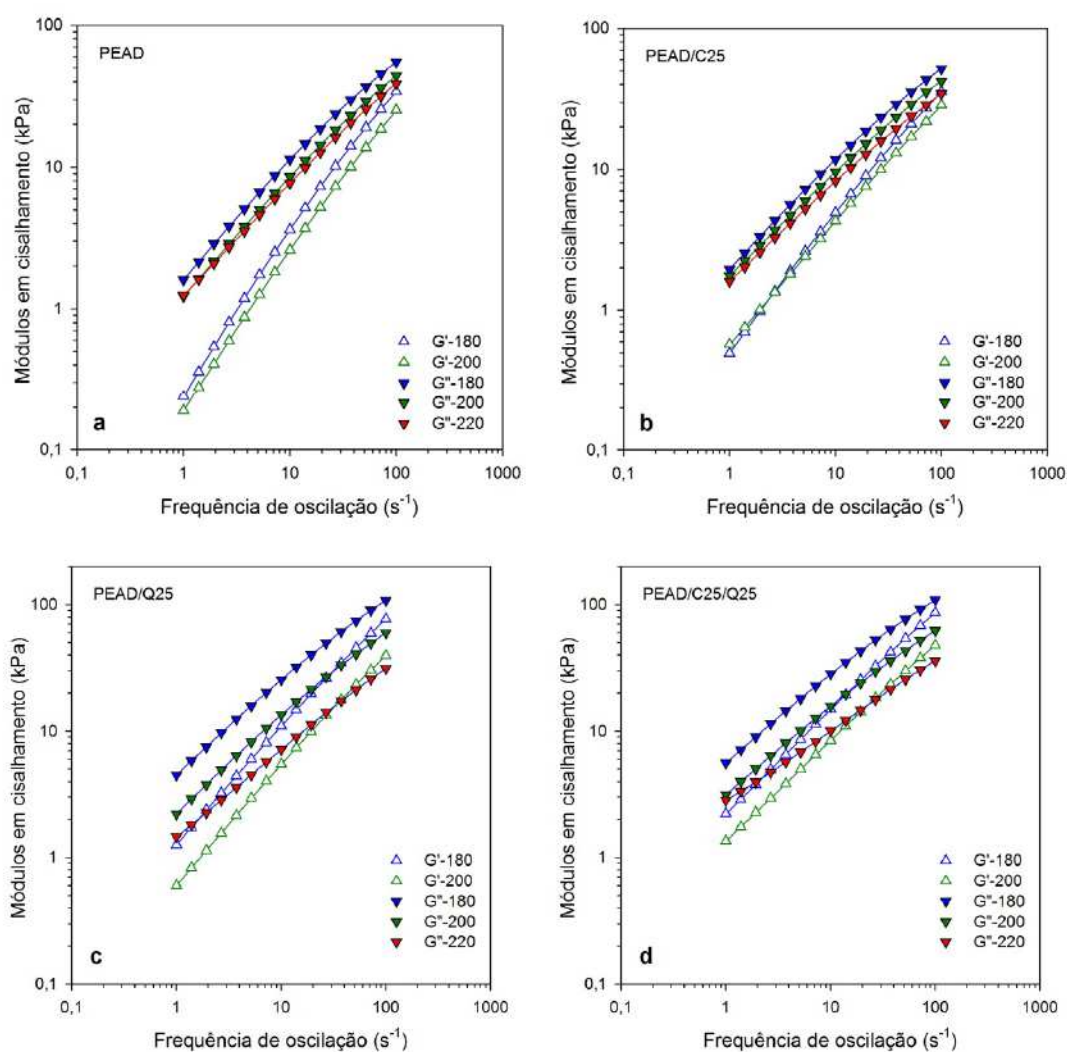 PEAD
Módulos em cisalhamento (kPa)
100
10
1
0,1
G'-180
G'-200
G"-180
G"-200
G"-220
a
0,1 1 10 100 1000
Frequência de oscilação (s-1)
PEAD/C25
Módulos em cisalhamento (kPa)
100
10
1
0,1
G'-180
G'-200
G"-180
G"-200
G"-220
b
0,1 1 10 100 1000
Frequência de oscilação (s-1)
PEAD/Q25
Módulos em cisalhamento (kPa)
100
10
1
0,1
G'-180
G'-200
G"-180
G"-200
G"-220
c
0,1 1 10 100 1000
Frequência de oscilação (s-1)
PEAD/C25/Q25
Módulos em cisalhamento (kPa)
100
10
1
0,1
G'-180
G'-200
G"-180
G"-200
G"-220
d
0,1 1 10 100 1000
Frequência de oscilação (s-1)